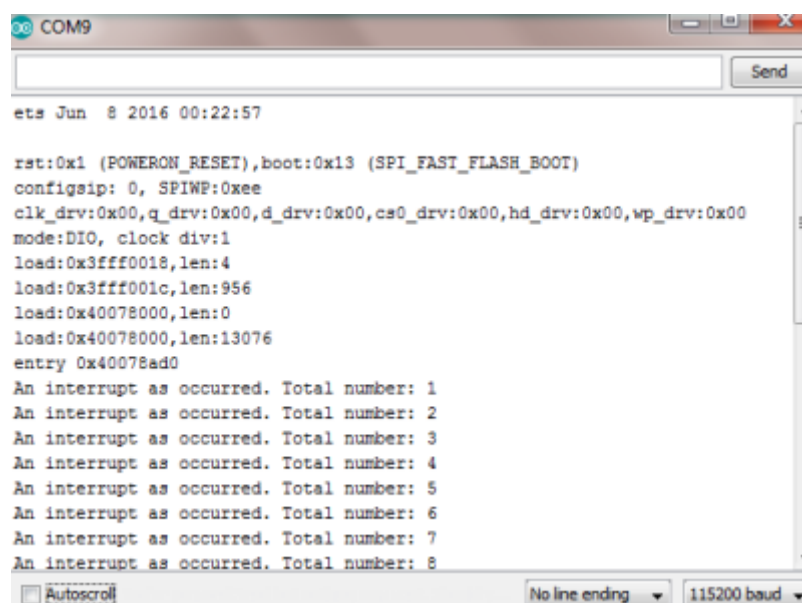 COM9
Send
ets Jun  8 2016 00:22:57
rst:0x1 (POWERON_RESET),boot:0x13 (SPI_FAST_FLASH_BOOT)
configsip: 0, SPIWP:0xee
clk_drv:0x00,q_drv:0x00,d_drv:0x00,cs0_drv:0x00,hd_drv:0x00,wp_drv:0x00
mode:DIO, clock div:1
load:0x3fff0018,len:4
load:0x3fff001c,len:956
load:0x40078000,len:0
load:0x40078000,len:13076
entry 0x40078ad0
An interrupt as occurred. Total number: 1
An interrupt as occurred. Total number: 2
An interrupt as occurred. Total number: 3
An interrupt as occurred. Total number: 4
An interrupt as occurred. Total number: 5
An interrupt as occurred. Total number: 6
An interrupt as occurred. Total number: 7
An interrupt as occurred. Total number: 8
Autoscroll No line ending 115200 baud